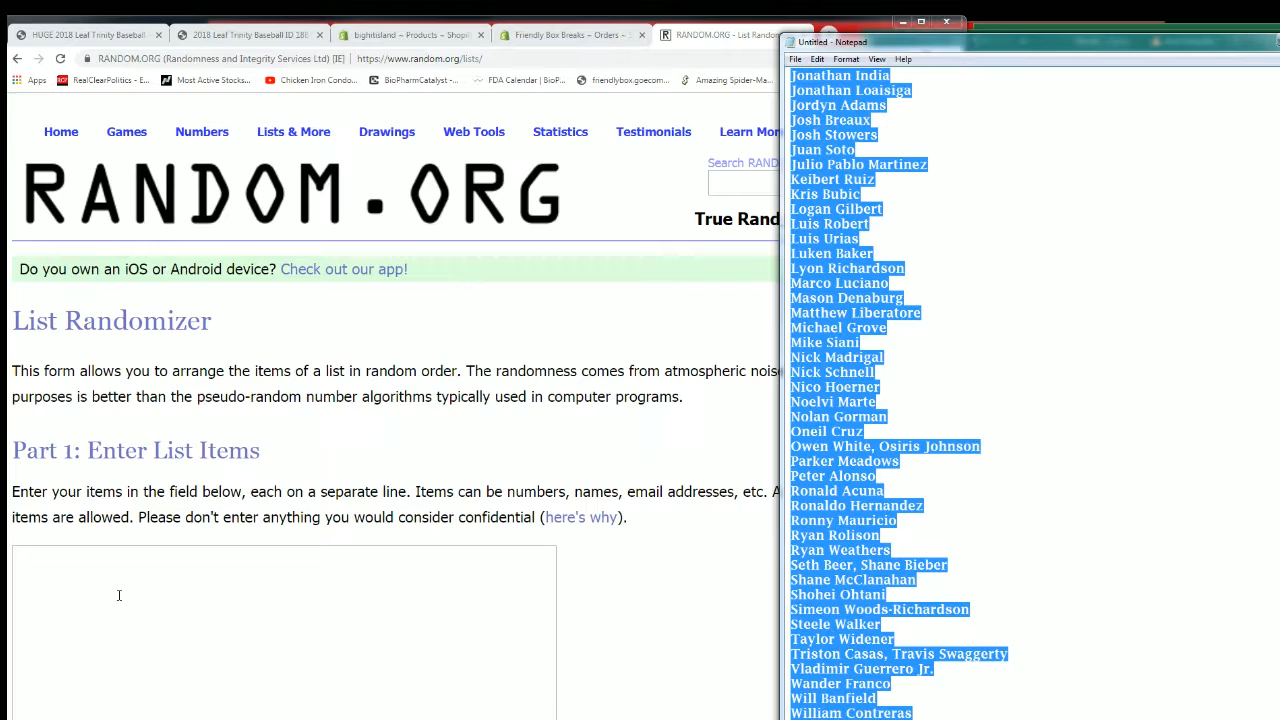 HUGE 2018 Leaf Trinity Baseball
2018 Leaf Trinity Baseball ID 18B
bightitisland ~ Products ~ Shopif
Friendly Box Breaks ~ Orders ~ S
RANDOM.ORG - List Rando
RANDOM.ORG (Randomness and Integrity Services Ltd) [IE] | https://www.random.org/lists/
Apps
RealClearPolitics - E...
Most Active Stocks...
Chicken Iron Condo...
BioPharmCatalyst -...
FDA Calendar | BioP...
friendlybox.goecom...
Amazing Spider-Ma...
Home
Games
Numbers
Lists & More
Drawings
Web Tools
Statistics
Testimonials
Learn Mor
RANDOM.ORG
Search RAND
True Rand
Do you own an iOS or Android device? Check out our app!
List Randomizer
This form allows you to arrange the items of a list in random order. The randomness comes from atmospheric noise
purposes is better than the pseudo-random number algorithms typically used in computer programs.
Part 1: Enter List Items
Enter your items in the field below, each on a separate line. Items can be numbers, names, email addresses, etc. A
items are allowed. Please don't enter anything you would consider confidential (here's why).
Untitled - Notepad
File Edit Format View Help
Jonathan India
Jonathan Loaisiga
Jordyn Adams
Josh Breaux
Josh Stowers
Juan Soto
Julio Pablo Martinez
Keibert Ruiz
Kris Bubic
Logan Gilbert
Luis Robert
Luis Urias
Luken Baker
Lyon Richardson
Marco Luciano
Mason Denaburg
Matthew Liberatore
Michael Grove
Mike Siani
Nick Madrigal
Nick Schnell
Nico Hoerner
Noelvi Marte
Nolan Gorman
Oneil Cruz
Owen White, Osiris Johnson
Parker Meadows
Peter Alonso
Ronald Acuna
Ronaldo Hernandez
Ronny Mauricio
Ryan Rolison
Ryan Weathers
Seth Beer, Shane Bieber
Shane McClanahan
Shohei Ohtani
Simeon Woods-Richardson
Steele Walker
Taylor Widener
Triston Casas, Travis Swaggerty
Vladimir Guerrero Jr.
Wander Franco
Will Banfield
William Contreras